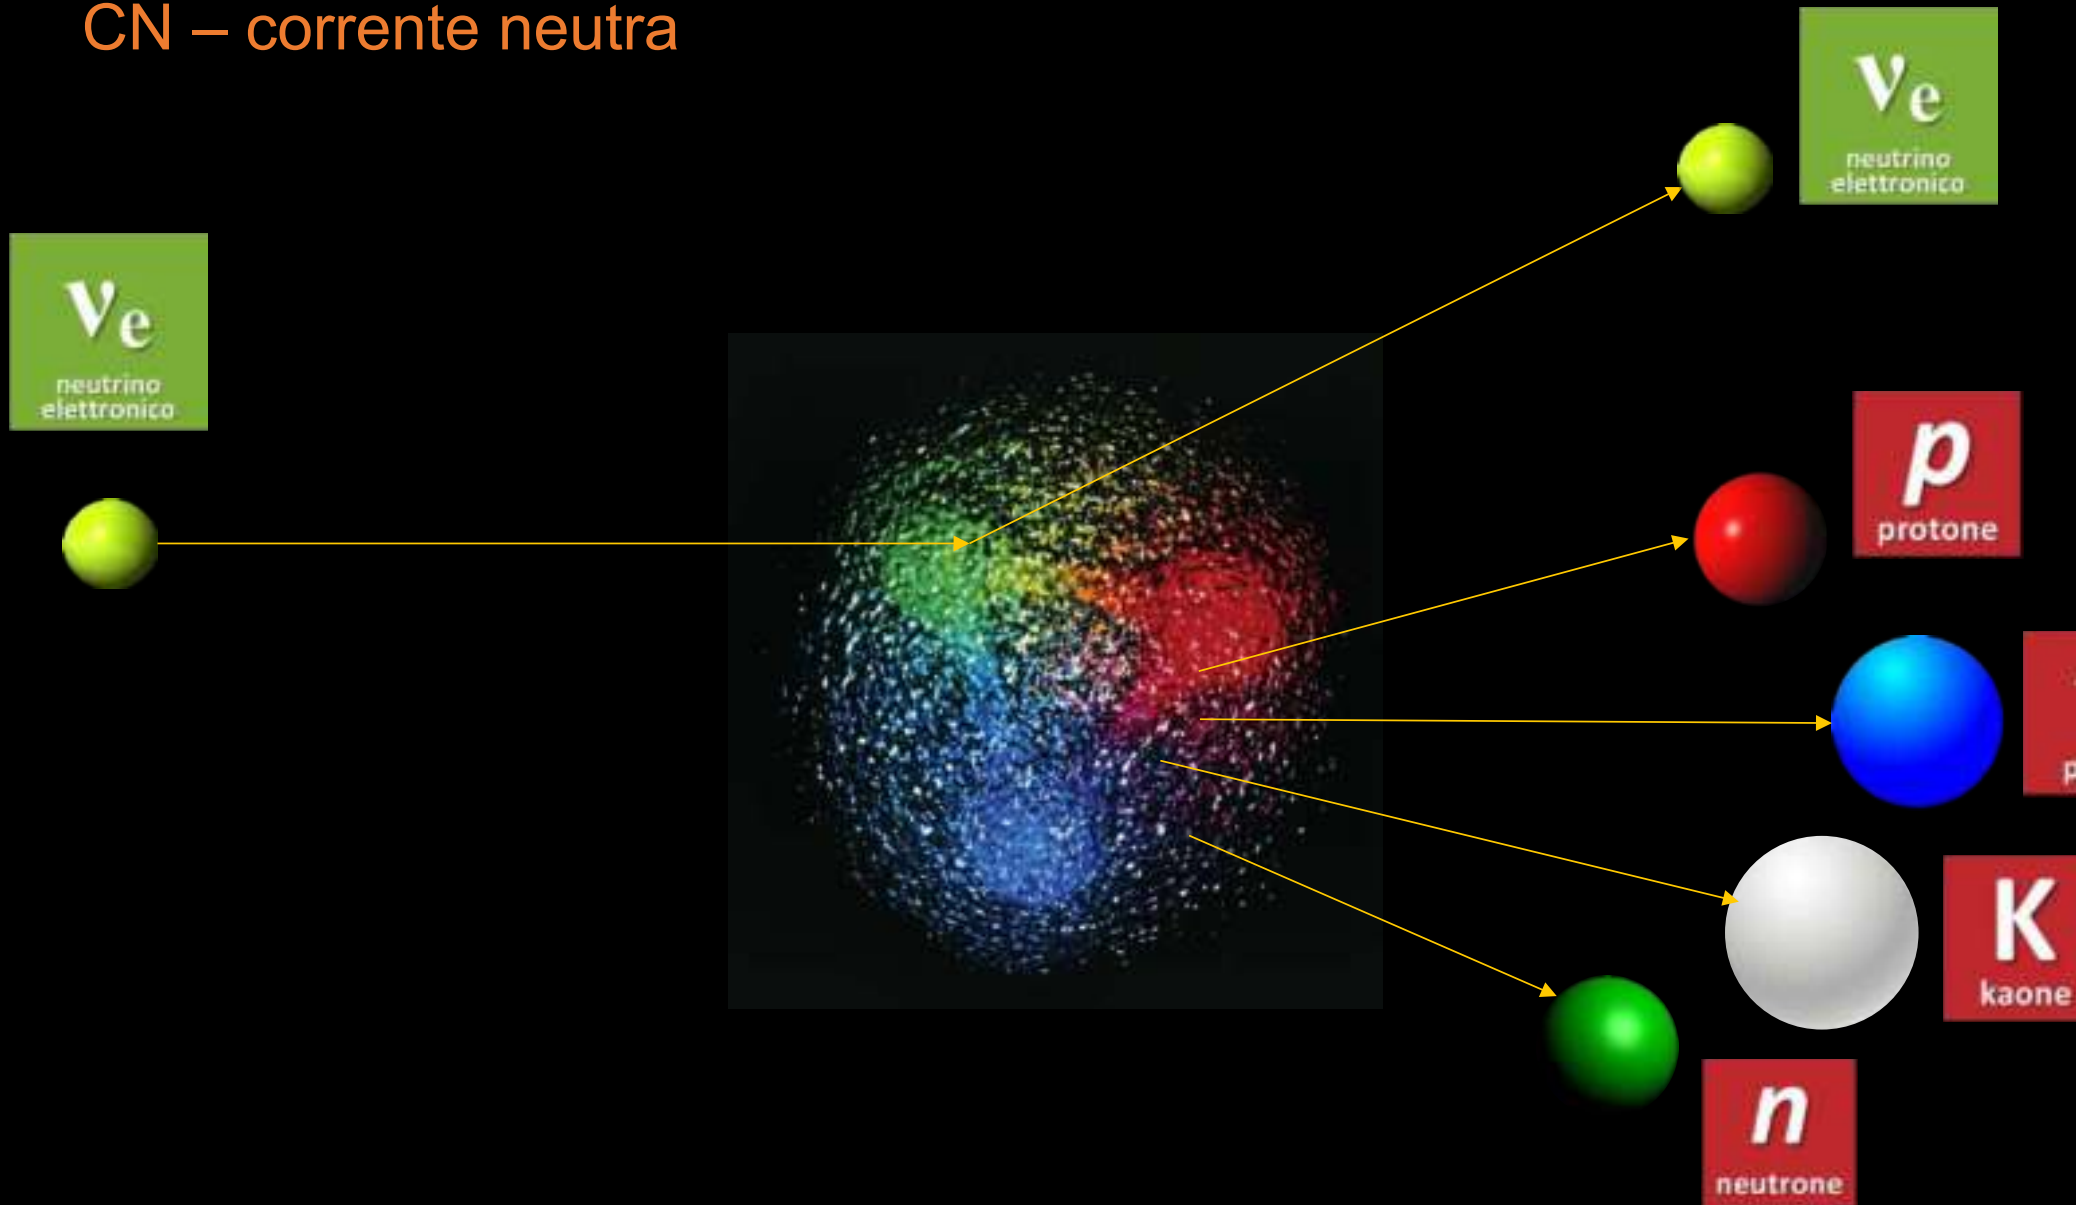 CN – corrente neutra
νe
neutrino
elettronico
νe
neutrino
elettronico
p
protone
p
K
kaone
n
neutrone